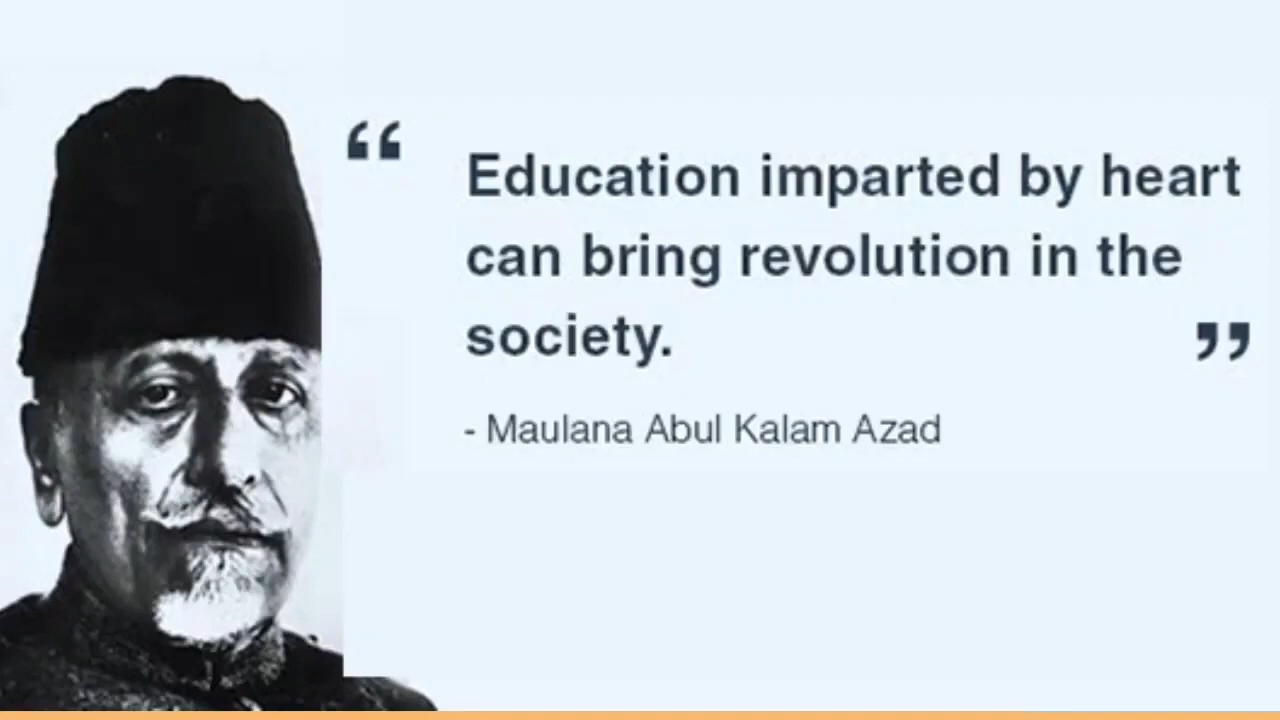 “ Education imparted by heart
can bring revolution in the
society. ”
- Maulana Abul Kalam Azad